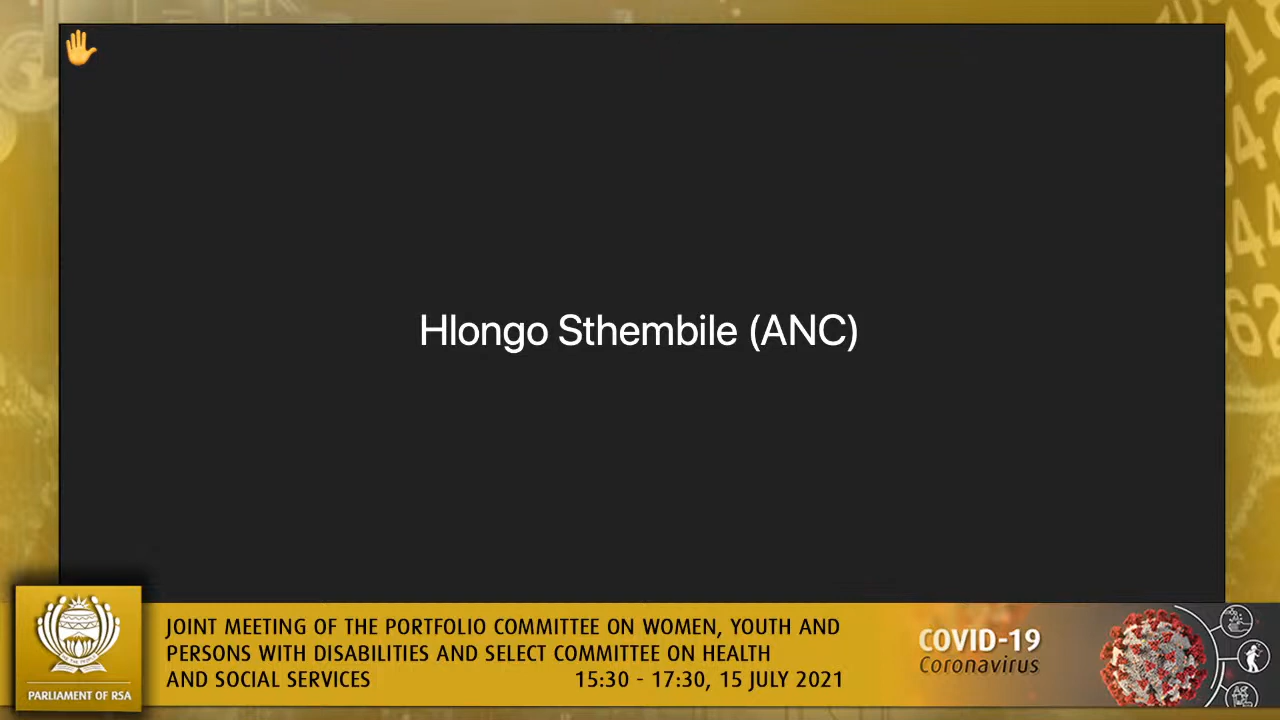 Hlongo Sthembile (ANC)
JOINT MEETING OF THE PORTFOLIO COMMITTEE ON WOMEN, YOUTH AND
PERSONS WITH DISABILITIES AND SELECT COMMITTEE ON HEALTH
AND SOCIAL SERVICES 15:30 - 17:30, 15 JULY 2021
PARLIAMENT OF RSA
COVID-19
Coronavirus